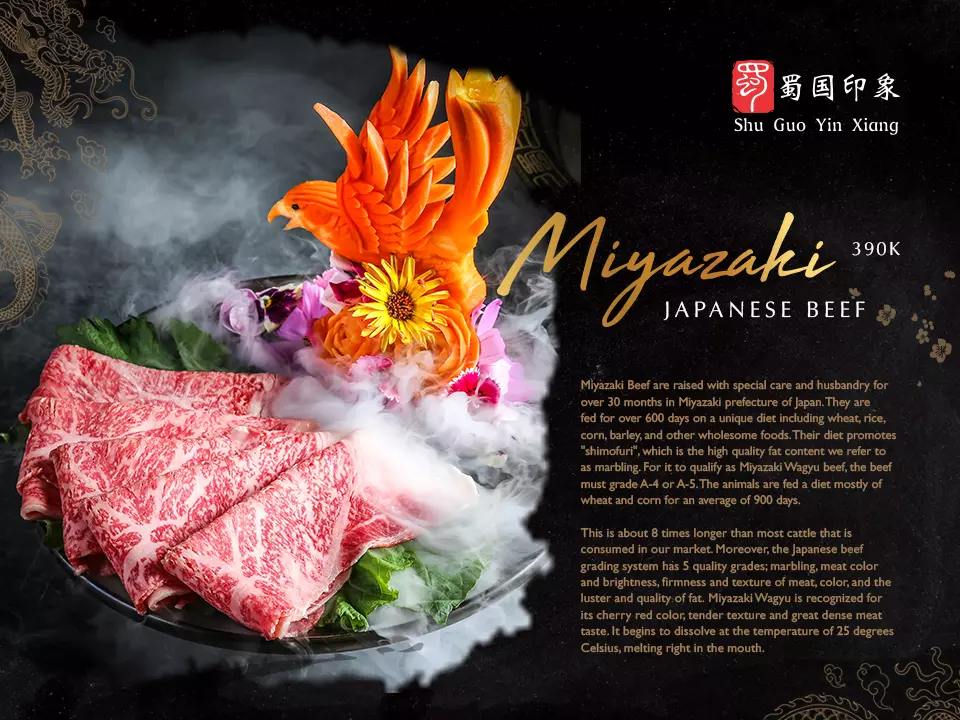 蜀国印象
Shu Guo Yin Xiang
Miyazaki 390K
JAPANESE BEEF
Miyazaki Beef are raised with special care and husbandry for
over 30 months in Miyazaki prefecture of Japan. They are
fed for over 600 days on a unique diet including wheat, rice,
corn, barley, and other wholesome foods. Their diet promotes
"shimofuri", which is the high quality fat content we refer to
as marbling. For it to qualify as Miyazaki Wagyu beef, the beef
must grade A-4 or A-5. The animals are fed a diet mostly of
wheat and corn for an average of 900 days.
This is about 8 times longer than most cattle that is
consumed in our market. Moreover, the Japanese beef
grading system has 5 quality grades; marbling, meat color
and brightness, firmness and texture of meat, color, and the
luster and quality of fat. Miyazaki Wagyu is recognized for
its cherry red color, tender texture and great dense meat
taste. It begins to dissolve at the temperature of 25 degrees
Celsius, melting right in the mouth.